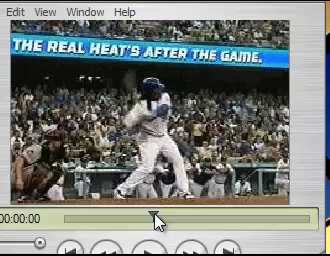 Edit View Window Help
THE REAL HEAT'S AFTER THE GAME.
00:00:00